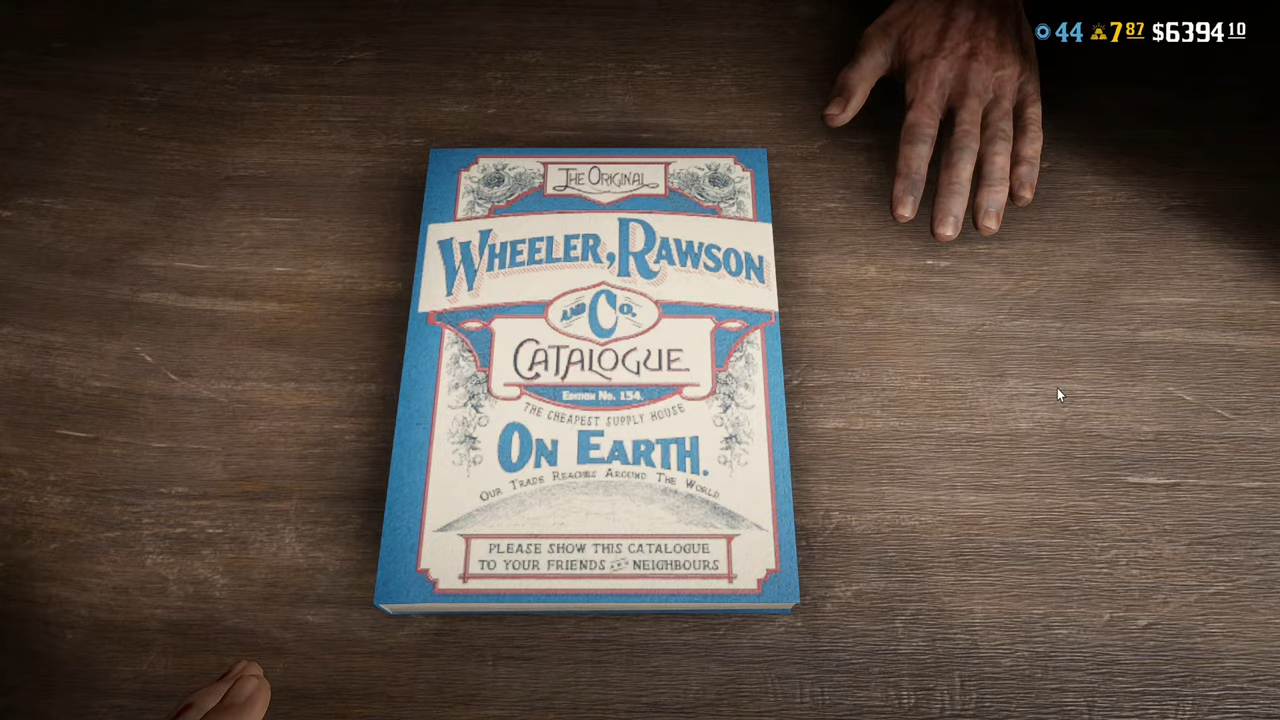 44 7 87 $6394 10
THE ORIGINAL
WHEELER, RAWSON
AND CO.
CATALOGUE
EDITION No. 154.
THE CHEAPEST SUPPLY HOUSE
ON EARTH.
OUR TRADE REACHES AROUND THE WORLD
PLEASE SHOW THIS CATALOGUE
TO YOUR FRIENDS AND NEIGHBOURS